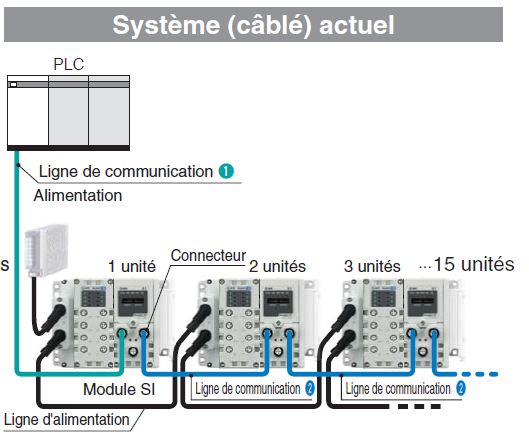 Système (câblé) actuel
PLC
Ligne de communication 1
Alimentation
s
1 unité
Connecteur
2 unités
3 unités
...15 unités
Module SI
Ligne de communication 2
Ligne de communication 2
Ligne d'alimentation